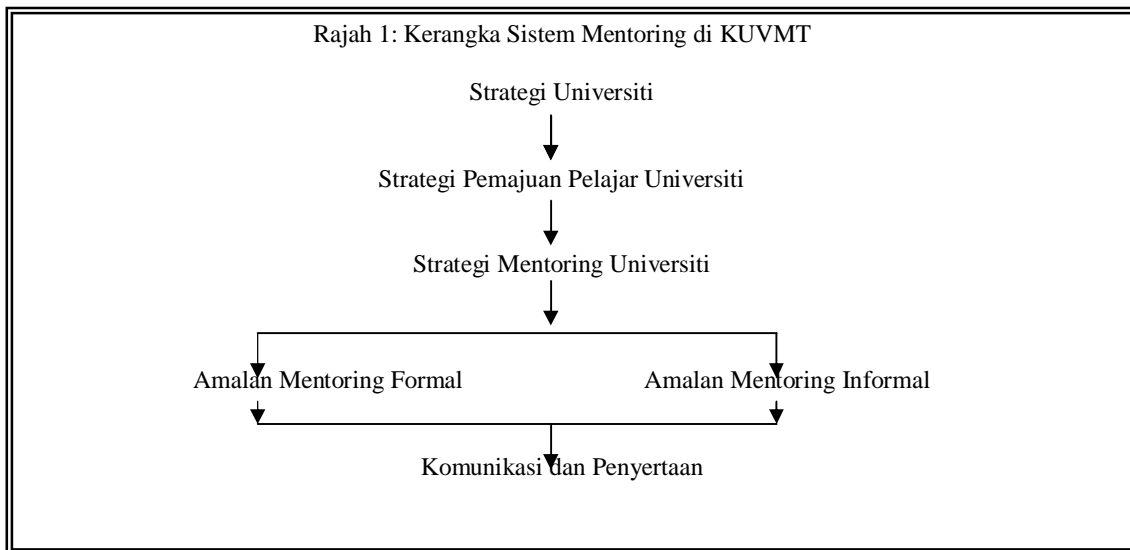 Rajah 1: Kerangka Sistem Mentoring di KUVMT
Strategi Universiti
Strategi Pemajuan Pelajar Universiti
Strategi Mentoring Universiti
Amalan Mentoring Formal
Amalan Mentoring Informal
Komunikasi dan Penyertaan